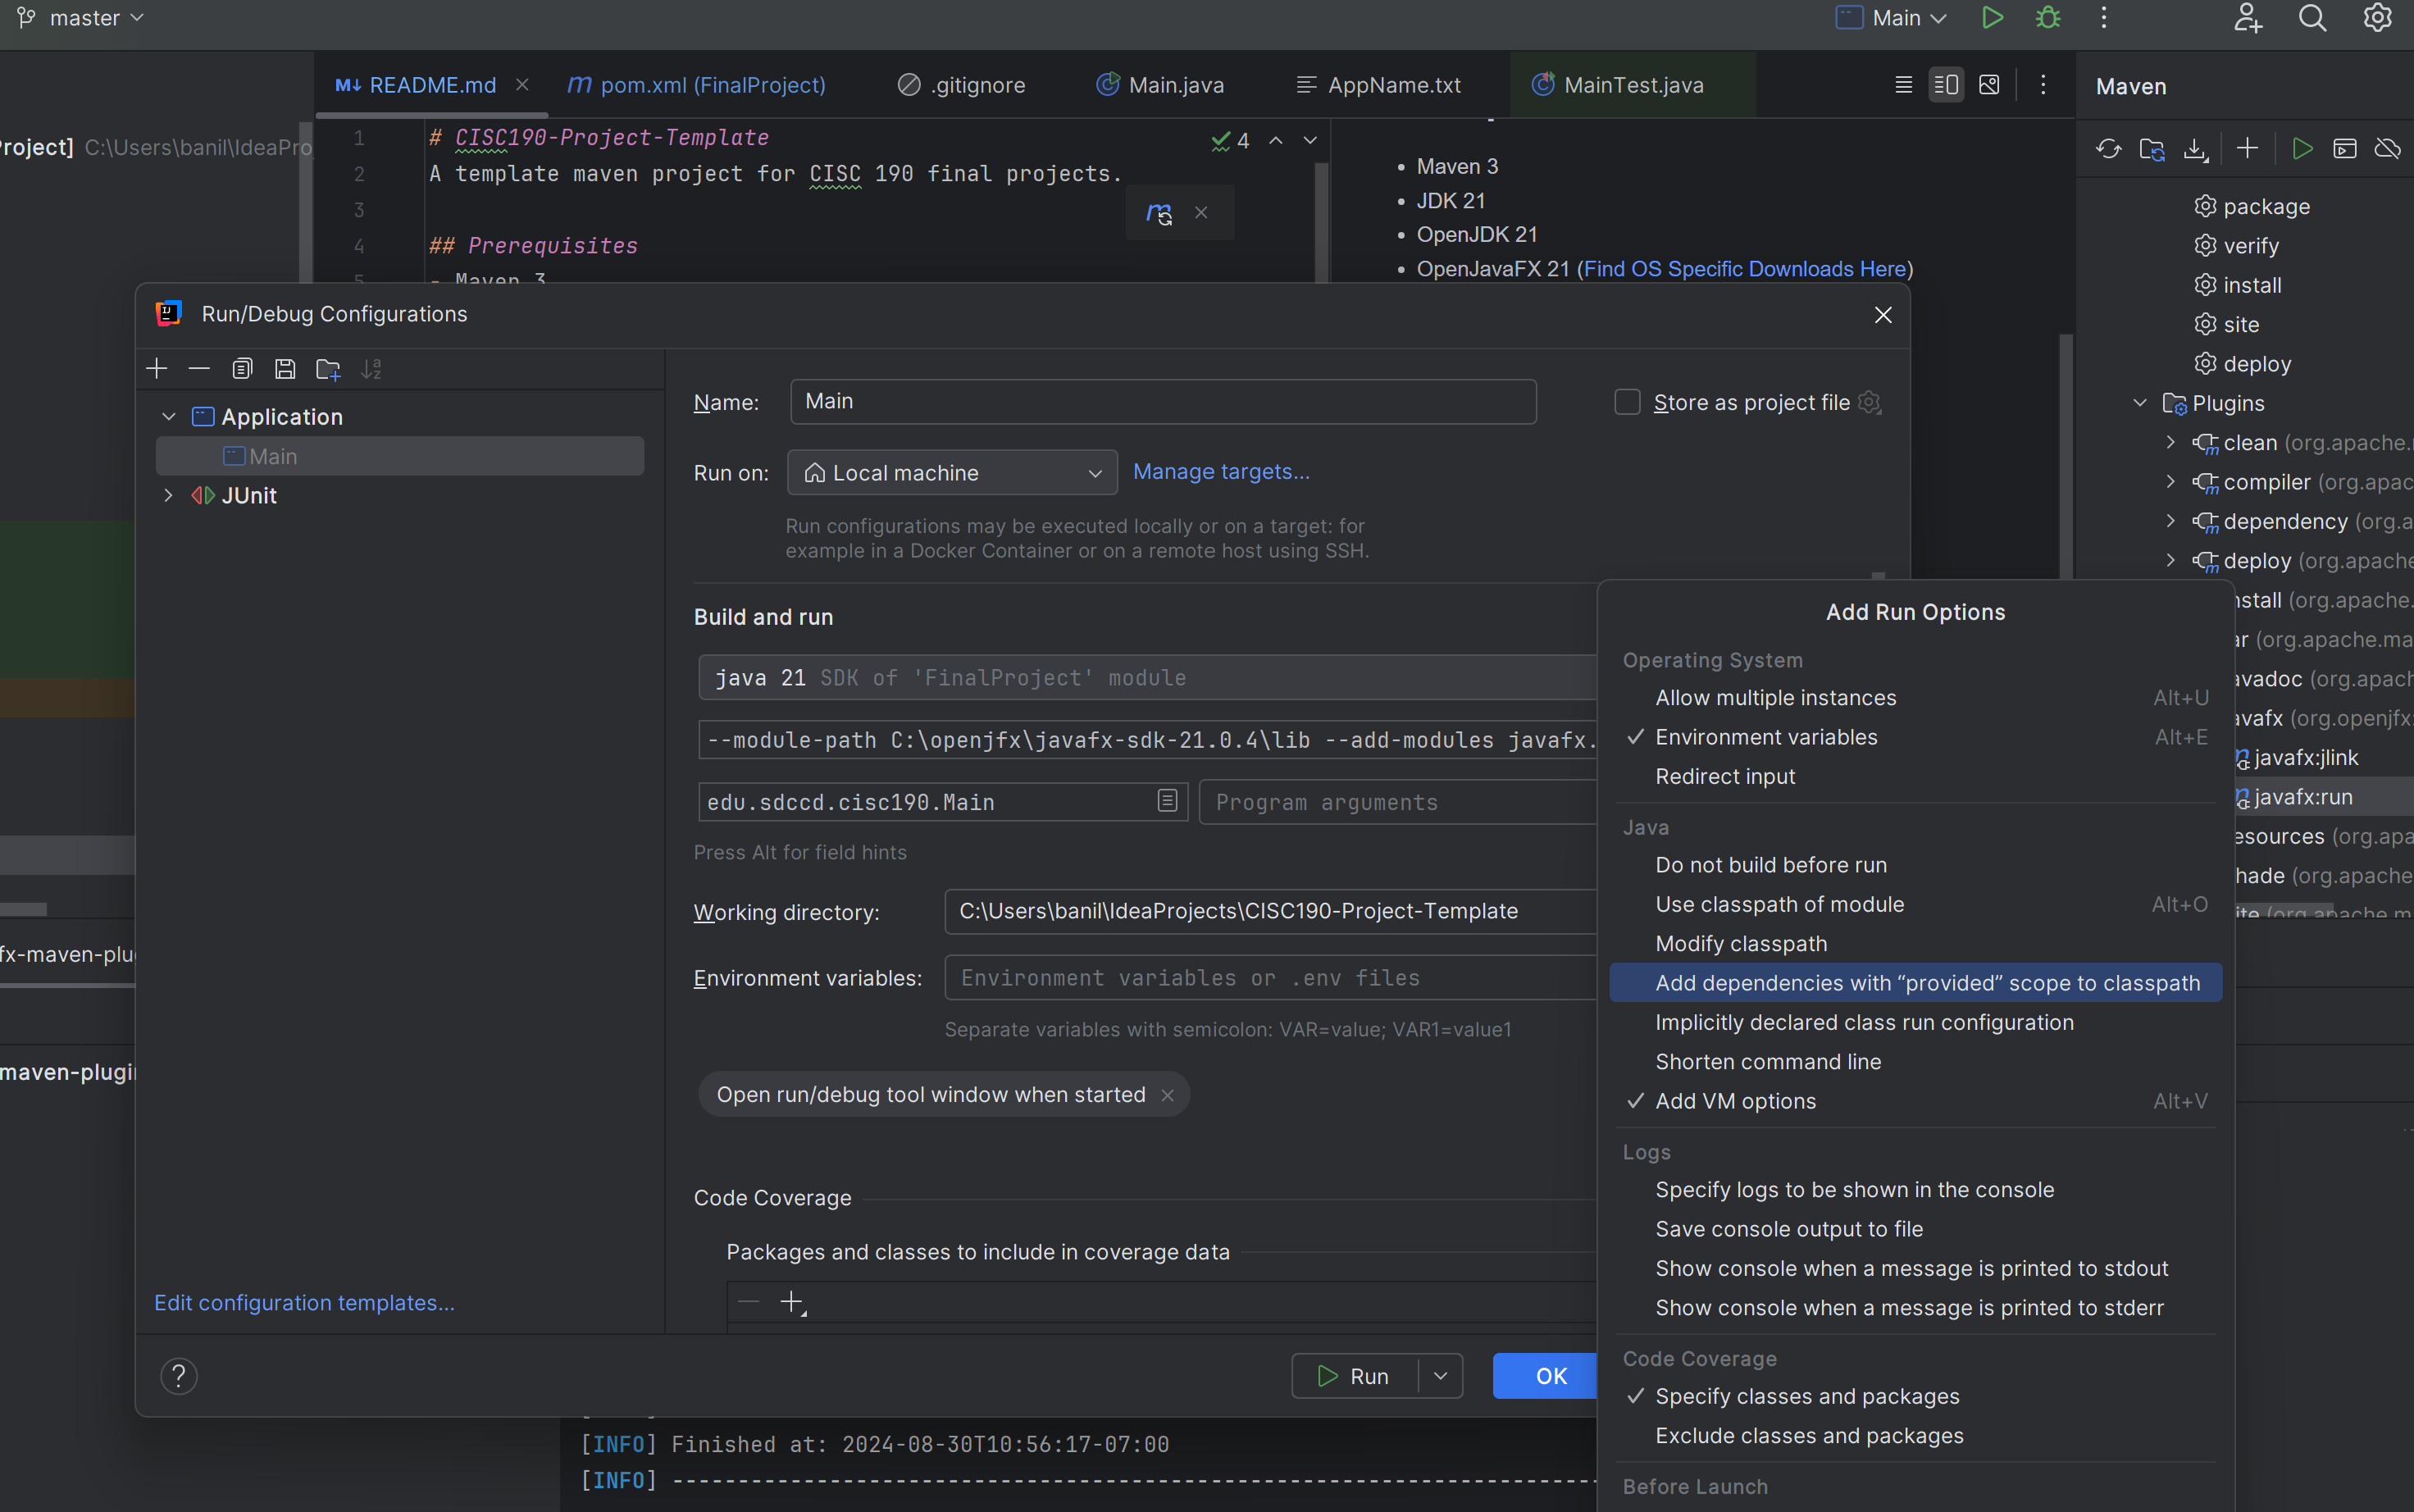 master
Main
README.md
pom.xml (FinalProject)
.gitignore
Main.java
AppName.txt
MainTest.java
Maven
roject] C:\Users\banil\IdeaPro
1 # CISC190-Project-Template
4
2 A template maven project for CISC 190 final projects.
3
4 ## Prerequisites
5 - Maven 3
Maven 3
JDK 21
OpenJDK 21
OpenJavaFX 21 (Find OS Specific Downloads Here)
package
verify
install
site
deploy
Plugins
clean (org.apache.
compiler (org.apac
dependency (org.a
deploy (org.apache
nstall (org.apache.
ar (org.apache.ma
avadoc (org.apach
avafx (org.openjfx:
javafx:jlink
javafx:run
esources (org.apa
hade (org.apache
ite (org.apache.m
fx-maven-plu
maven-plugi
Run/Debug Configurations
Application
Main
JUnit
Edit configuration templates...
Name: Main
Store as project file
Run on: Local machine
Manage targets...
Run configurations may be executed locally or on a target: for
example in a Docker Container or on a remote host using SSH.
Build and run
java 21 SDK of 'FinalProject' module
--module-path C:\openjfx\javafx-sdk-21.0.4\lib --add-modules javafx.
edu.sdccd.cisc190.Main
Program arguments
Press Alt for field hints
Working directory: C:\Users\banil\IdeaProjects\CISC190-Project-Template
Environment variables: Environment variables or .env files
Separate variables with semicolon: VAR=value; VAR1=value1
Open run/debug tool window when started
Code Coverage
Packages and classes to include in coverage data
?
Run
OK
Add Run Options
Operating System
Allow multiple instances Alt+U
Environment variables Alt+E
Redirect input
Java
Do not build before run
Use classpath of module Alt+O
Modify classpath
Add dependencies with “provided” scope to classpath
Implicitly declared class run configuration
Shorten command line
Add VM options Alt+V
Logs
Specify logs to be shown in the console
Save console output to file
Show console when a message is printed to stdout
Show console when a message is printed to stderr
Code Coverage
Specify classes and packages
Exclude classes and packages
Before Launch
[INFO] Finished at: 2024-08-30T10:56:17-07:00
[INFO] ----------------------------------------------------------------------